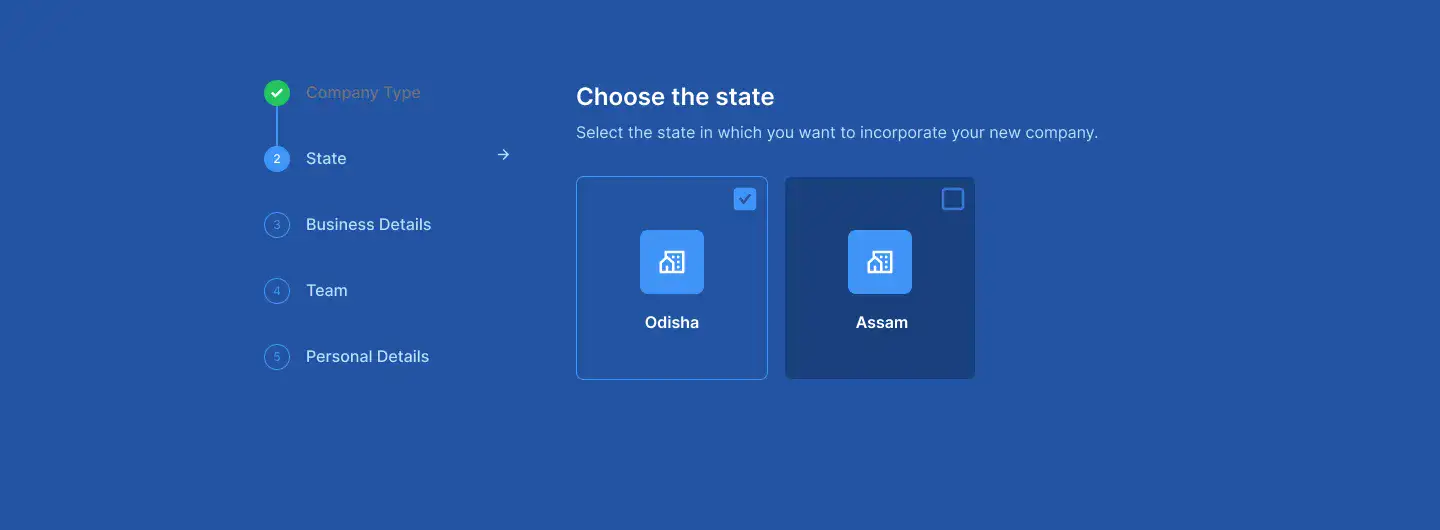 Company Type
2 State
3 Business Details
4 Team
5 Personal Details
Choose the state
Select the state in which you want to incorporate your new company.
Odisha
Assam